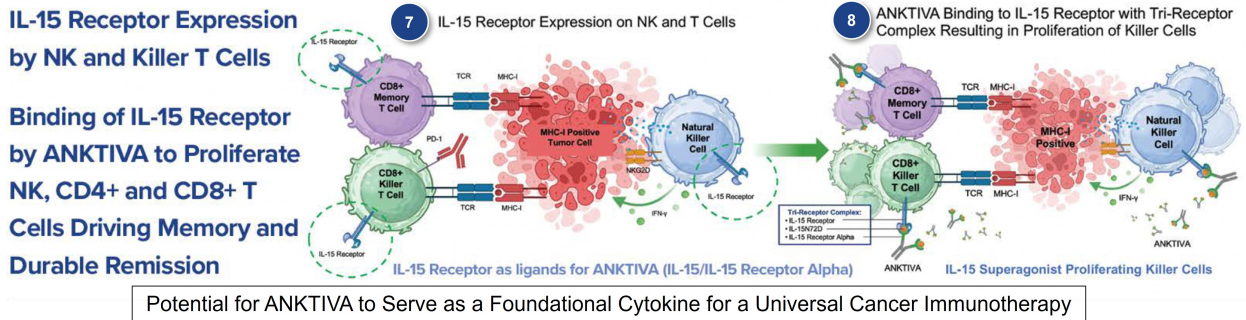 IL-15 Receptor Expression
by NK and Killer T Cells
Binding of IL-15 Receptor
by ANKTIVA to Proliferate
NK, CD4+ and CD8+ T
Cells Driving Memory and
Durable Remission
7
IL-15 Receptor Expression on NK and T Cells
IL-15 Receptor
CD8+
Memory
T Cell
TCR
MHC-I
PD-1
MHC-I Positive
Tumor Cell
Natural
Killer
Cell
NKG2D
CD8+
Killer
T Cell
TCR
MHC-I
IFN-γ
IL-15 Receptor
IL-15 Receptor
IL-15 Receptor as ligands for ANKTIVA (IL-15/IL-15 Receptor Alpha)
8
ANKTIVA Binding to IL-15 Receptor with Tri-Receptor
Complex Resulting in Proliferation of Killer Cells
CD8+
Memory
T Cell
TCR
MHC-I
MHC-I
Positive
Natural
Killer
Cell
CD8+
Killer
T Cell
TCR
MHC-I
IFN-γ
Tri-Receptor Complex:
• IL-15 Receptor
• IL-15N72D
• IL-15 Receptor Alpha
ANKTIVA
ANKTIVA
IL-15 Superagonist Proliferating Killer Cells
Potential for ANKTIVA to Serve as a Foundational Cytokine for a Universal Cancer Immunotherapy